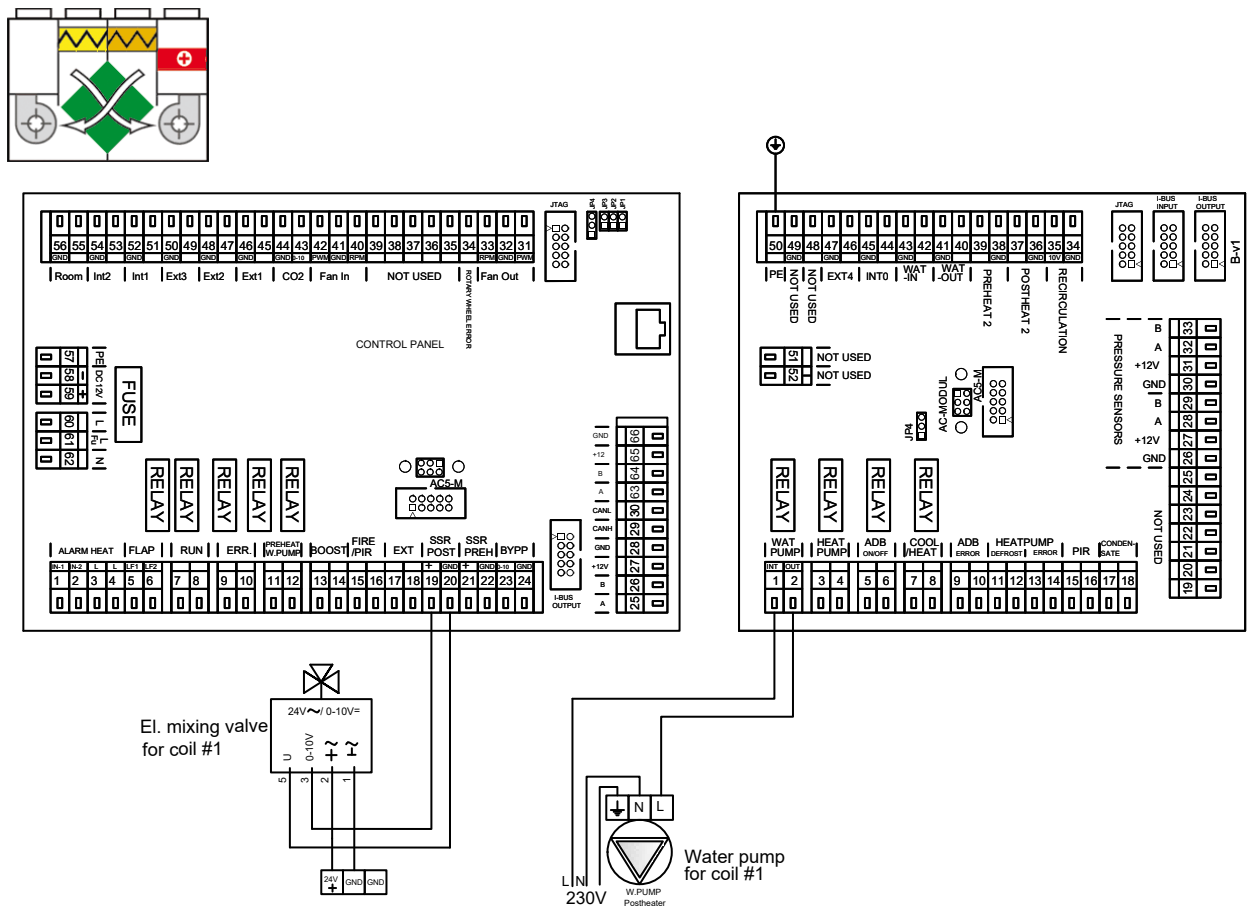 JTAG
JP4
JP3
JP2
JP1
56 55 54 53 52 51 50 49 48 47 46 45 44 43 42 41 40 39 38 37 36 35 34 33 32 31
GND GND GND GND GND GND GND 0-10 PWM GND RPM RPM GND PWM
Room Int2 Int1 Ext3 Ext2 Ext1 CO2 Fan In NOT USED ROTARY WHEEL ERROR Fan Out
CONTROL PANEL
57 PE
58 - DC 12V
59 +
60 L
61 L Fu
62 N
FUSE
RELAY RELAY RELAY RELAY RELAY
AC5-M
GND 66
+12 65
B 64
A 63
CANL 30
CANH 29
GND 28
+12V 27
B 26
A 25
I-BUS OUTPUT
ALARM HEAT FLAP RUN ERR. PREHEAT W.PUMP BOOST FIRE /PIR EXT SSR POST SSR PREH BYPP
IN-1 IN-2 L L LF1 LF2 + GND + GND 0-10 GND
1 2 3 4 5 6 7 8 9 10 11 12 13 14 15 16 17 18 19 20 21 22 23 24
50 49 48 47 46 45 44 43 42 41 40 39 38 37 36 35 34
GND GND GND GND GND GND GND 10V GND
PE NOT USED NOT USED EXT4 INT0 WAT -IN WAT -OUT PREHEAT 2 POSTHEAT 2 RECIRCULATION
JTAG
I-BUS INPUT
I-BUS OUTPUT
B-v1
51 NOT USED
52 NOT USED
JP4
AC-MODUL
AC5-M
PRESSURE SENSORS
B 33
A 32
+12V 31
GND 30
B 29
A 28
+12V 27
GND 26
25
24
23
22
21
20
19
NOT USED
RELAY RELAY RELAY RELAY
WAT PUMP HEAT PUMP ADB ON/OFF COOL /HEAT ADB ERROR HEATPUMP DEFROST ERROR PIR CONDEN- SATE
INT OUT
1 2 3 4 5 6 7 8 9 10 11 12 13 14 15 16 17 18
El. mixing valve
for coil #1
24V~/ 0-10V=
U 0-10V
5 3 2 1
24V + GND GND
N L
Water pump
for coil #1
L N
230V
W.PUMP
Postheater